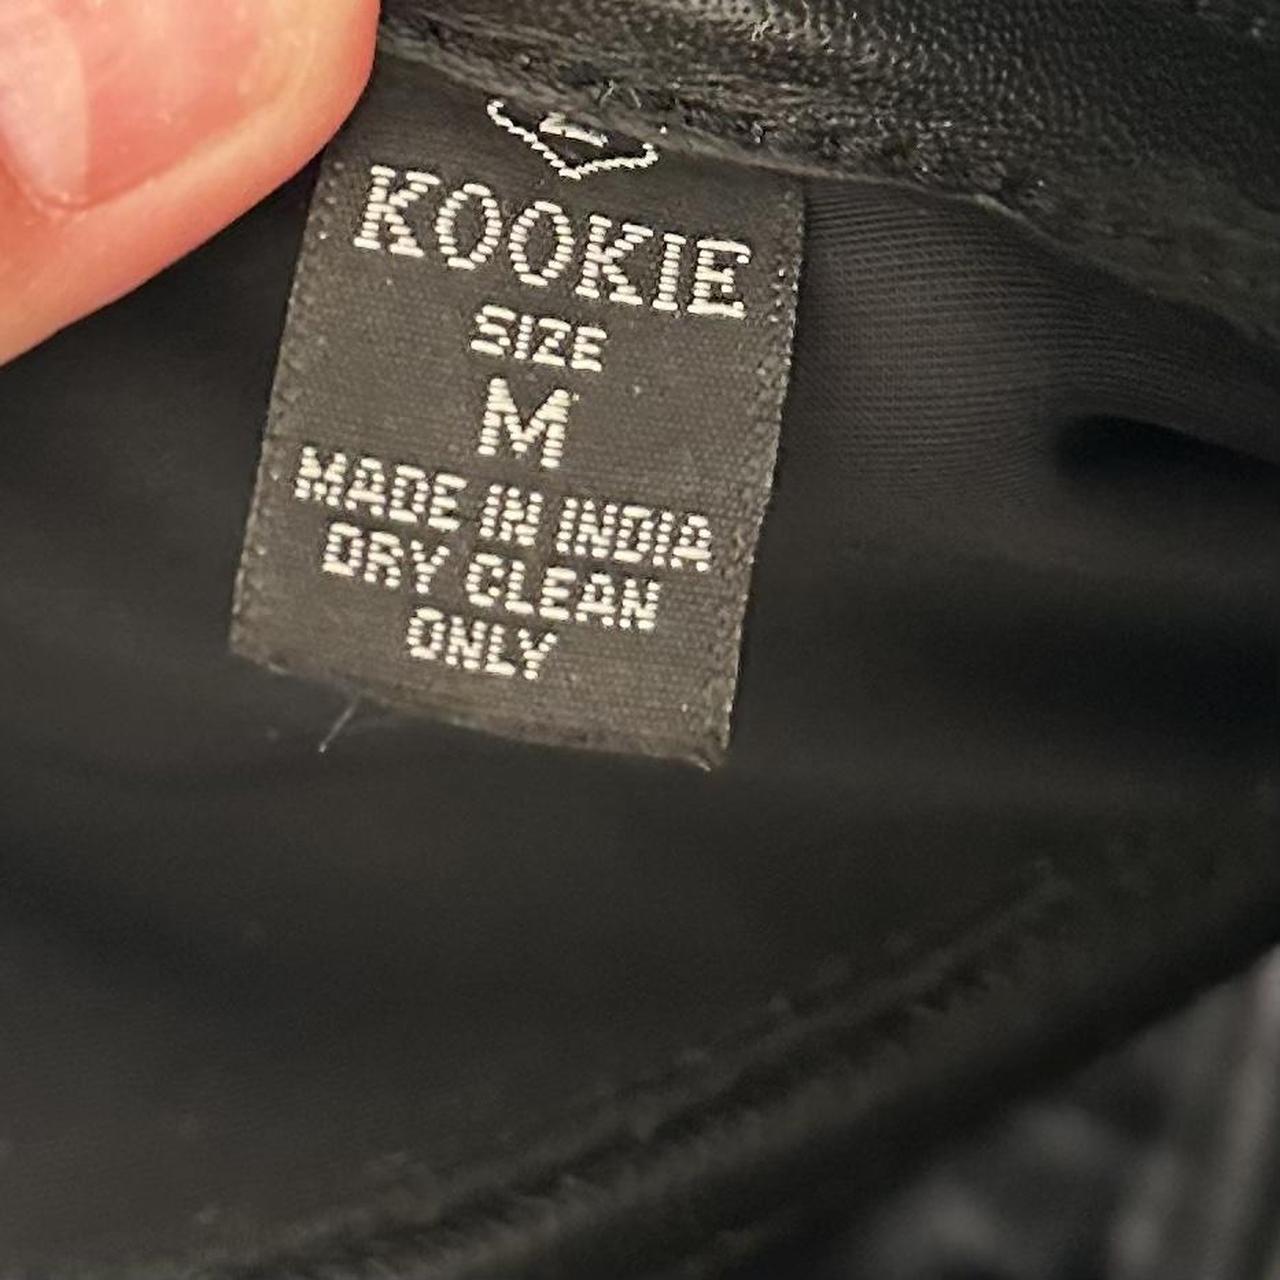 KOOKIE
SIZE
M
MADE IN INDIA
DRY CLEAN
ONLY